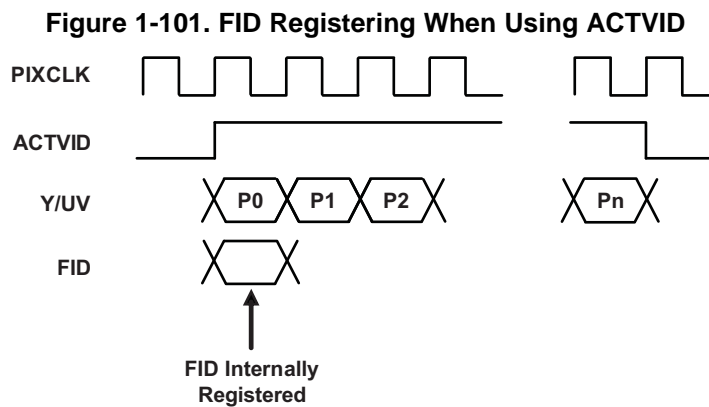 Figure 1-101. FID Registering When Using ACTVID
PIXCLK
ACTVID
Y/UV P0 P1 P2 Pn
FID
FID Internally
Registered